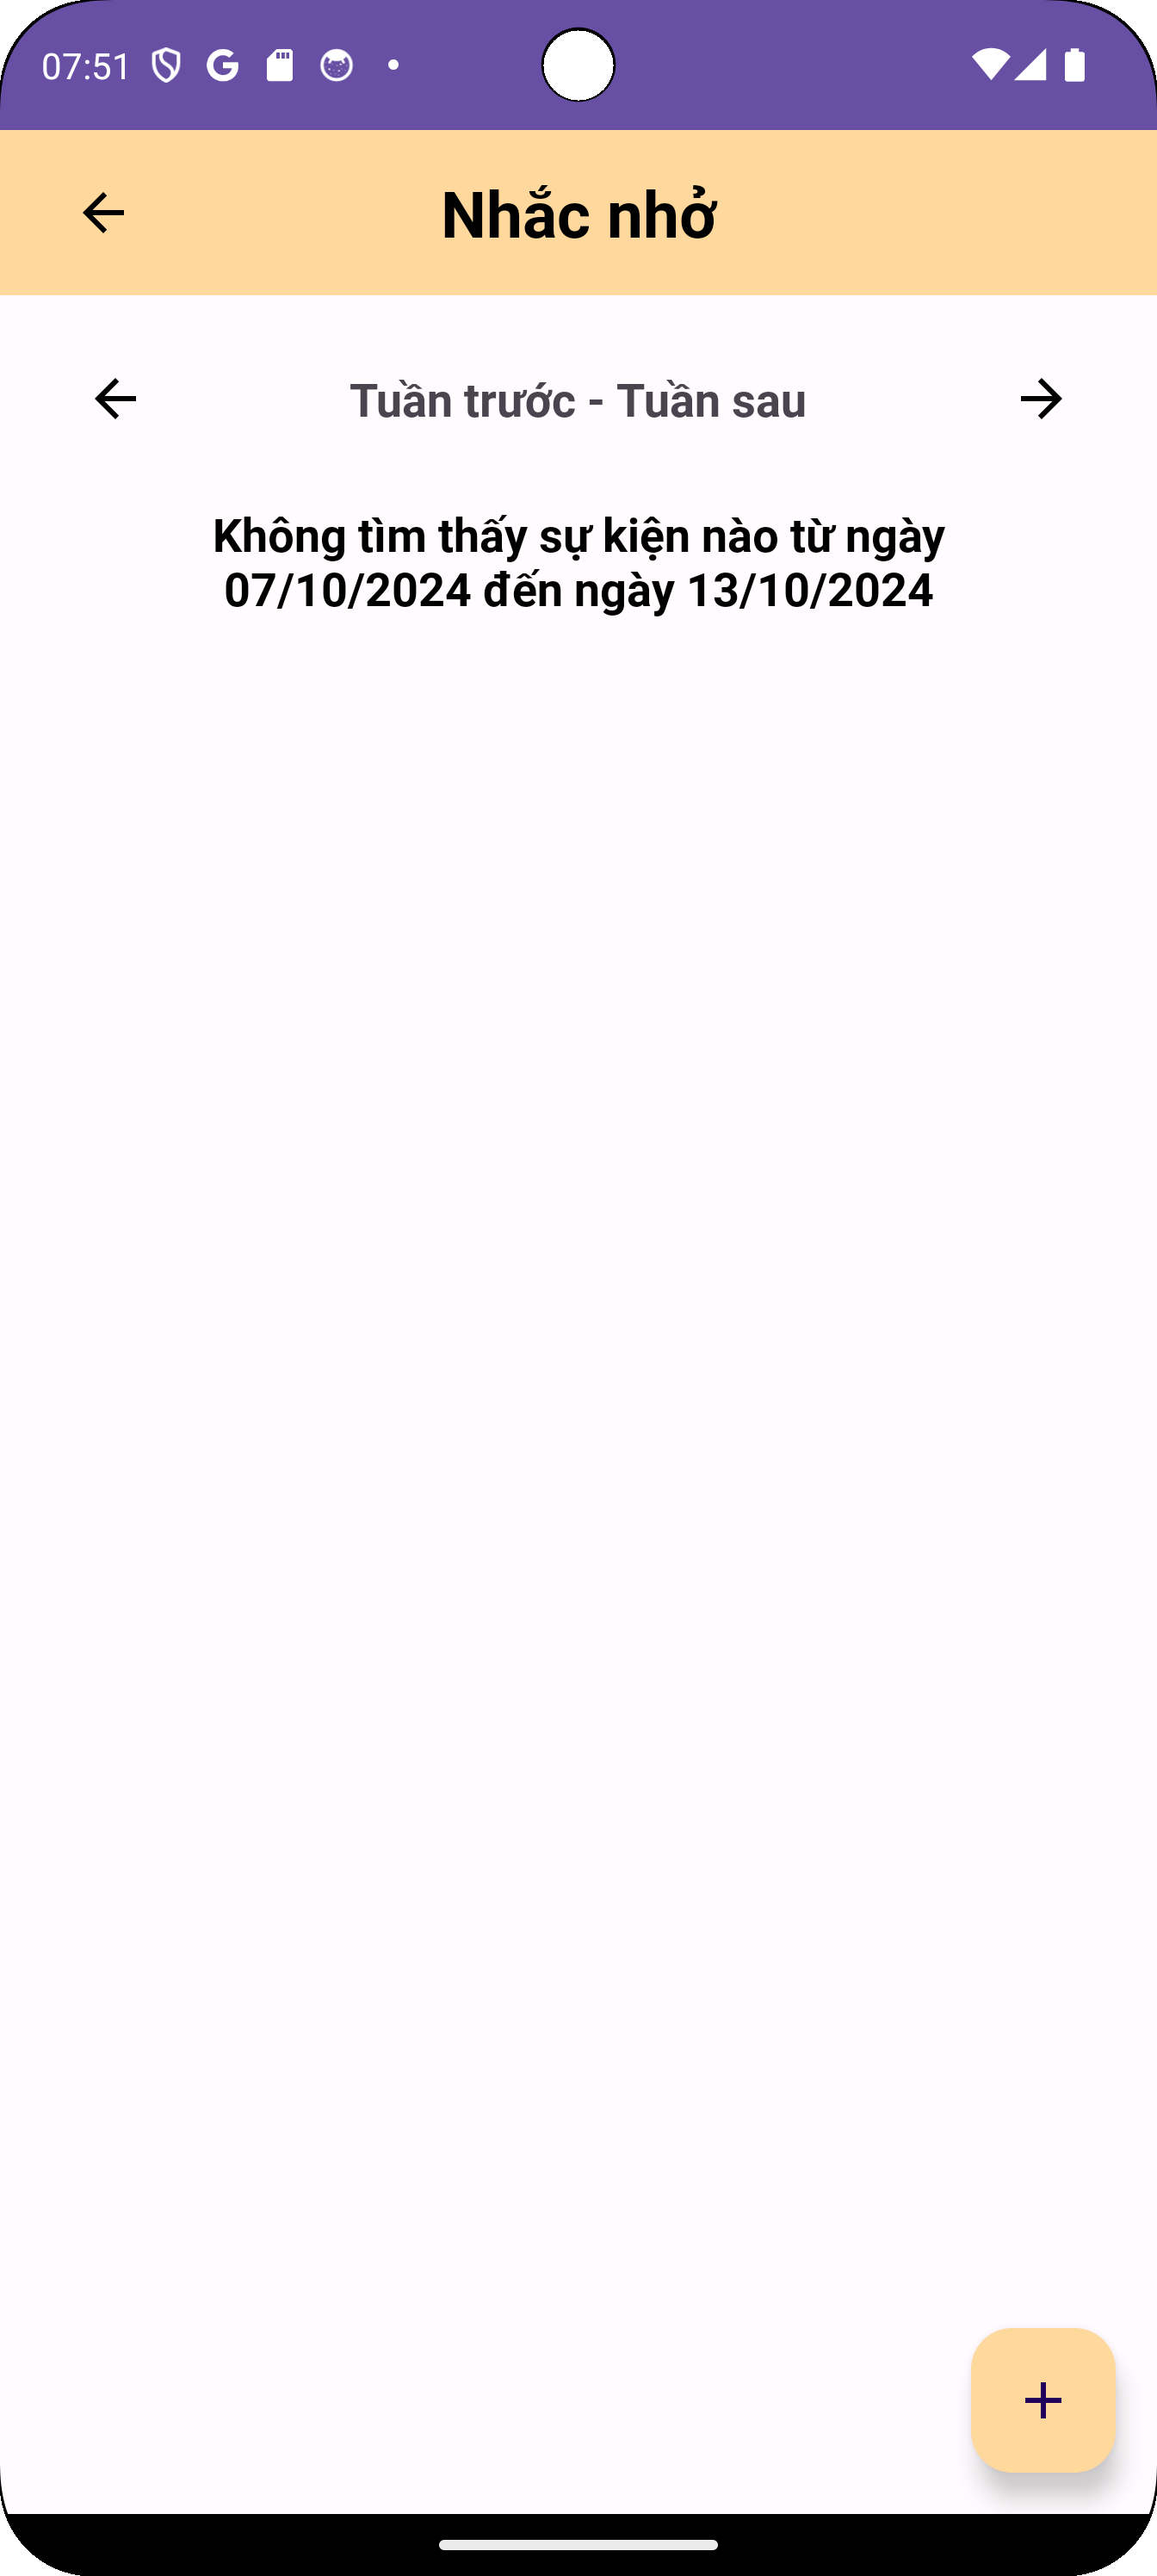 07:51
Nhắc nhở
Tuần trước - Tuần sau
Không tìm thấy sự kiện nào từ ngày
07/10/2024 đến ngày 13/10/2024